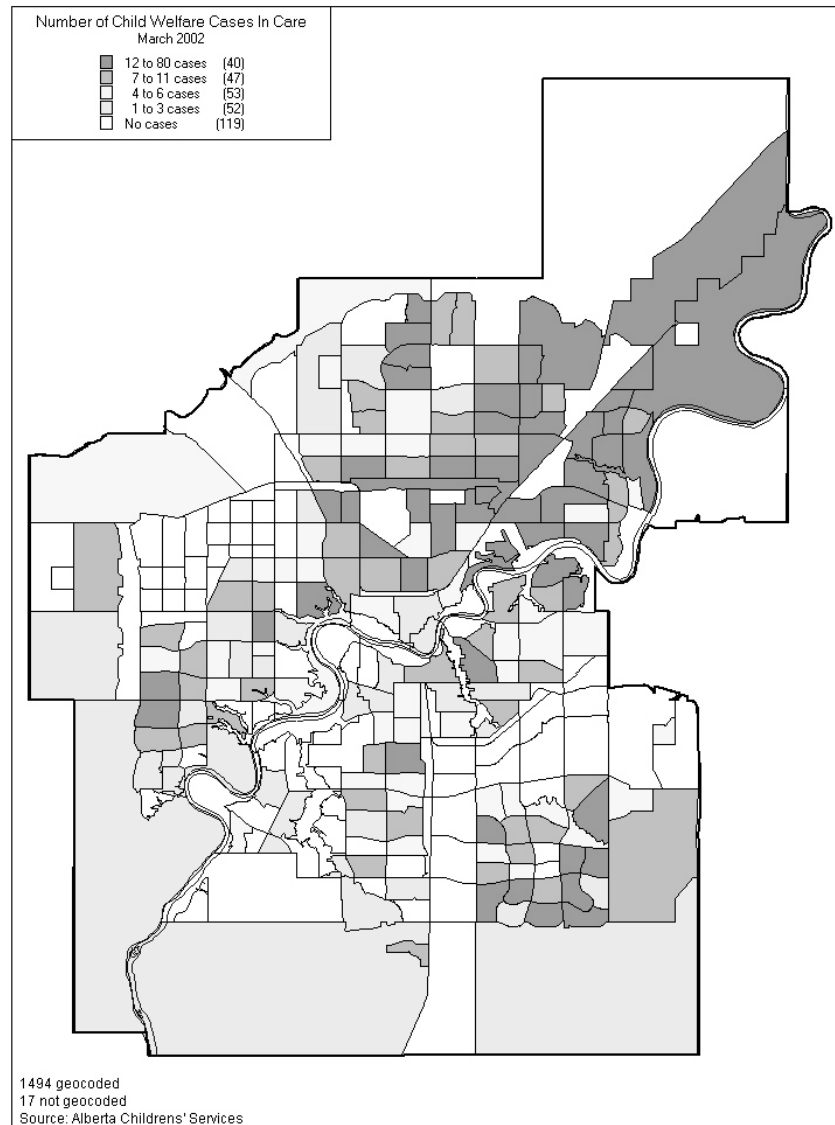 Number of Child Welfare Cases In Care
March 2002
12 to 80 cases (40)
7 to 11 cases (47)
4 to 6 cases (53)
1 to 3 cases (52)
No cases (119)
1494 geocoded
17 not geocoded
Source: Alberta Childrens' Services